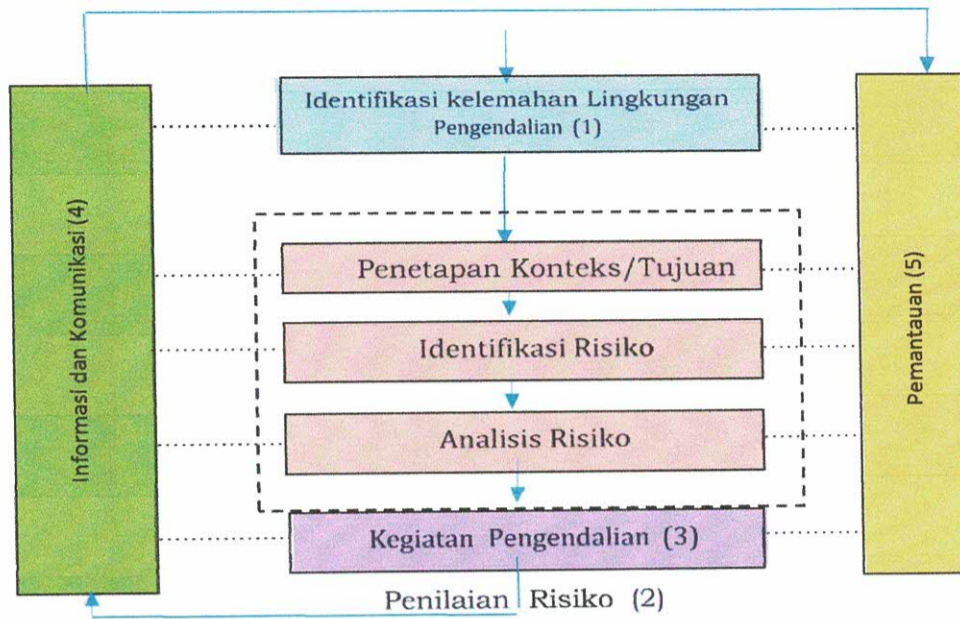 Identifikasi kelemahan Lingkungan
Pengendalian (1)
Informasi dan Komunikasi (4)
Penetapan Konteks/Tujuan
Identifikasi Risiko
Analisis Risiko
Kegiatan Pengendalian (3)
Penilaian Risiko (2)
Pemantauan (5)